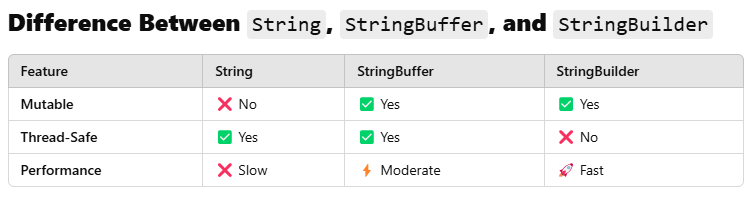 Difference Between String, StringBuffer, and StringBuilder
Feature String StringBuffer StringBuilder
Mutable ❌ No ✅ Yes ✅ Yes
Thread-Safe ✅ Yes ✅ Yes ❌ No
Performance ❌ Slow ⚡ Moderate 🚀 Fast